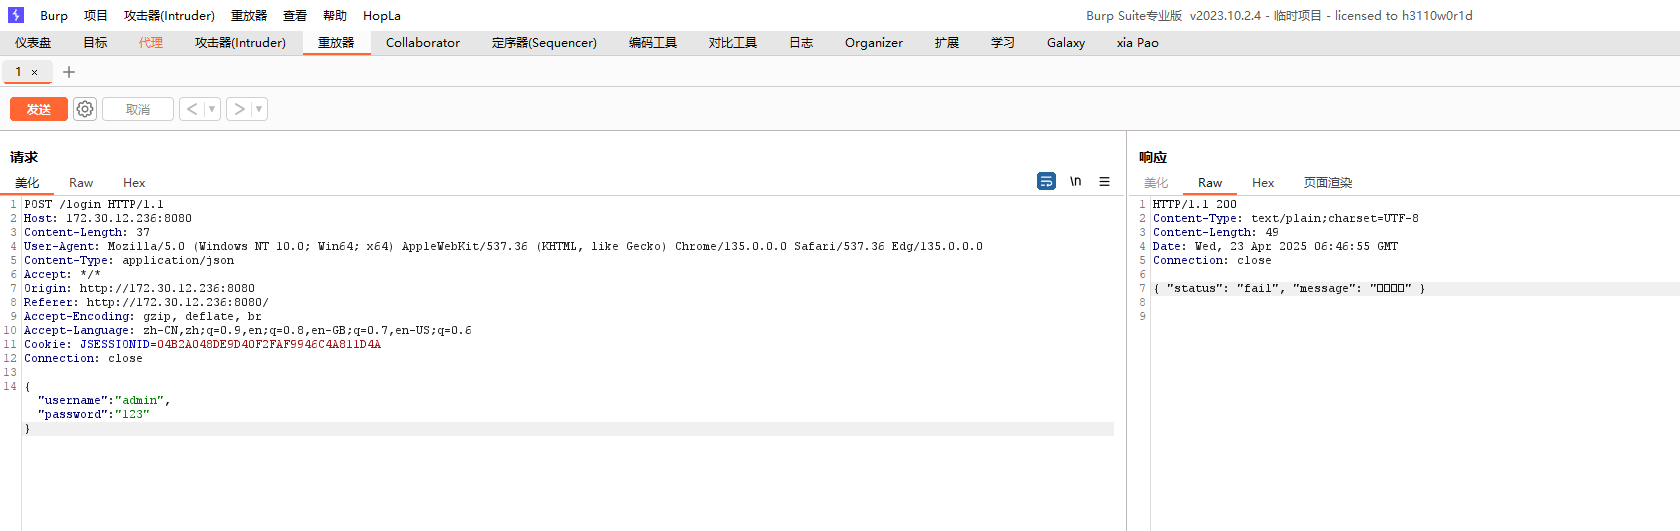 Burp 项目 攻击器(Intruder) 重放器 查看 帮助 HopLa Burp Suite专业版 v2023.10.2.4 - 临时项目 - licensed to h3110w0r1d
仪表盘 目标 代理 攻击器(Intruder) 重放器 Collaborator 定序器(Sequencer) 编码工具 对比工具 日志 Organizer 扩展 学习 Galaxy xia Pao
1 × +
发送 取消 < ▼ > ▼
请求
美化 Raw Hex \n ≡
1 POST /login HTTP/1.1
2 Host: 172.30.12.236:8080
3 Content-Length: 37
4 User-Agent: Mozilla/5.0 (Windows NT 10.0; Win64; x64) AppleWebKit/537.36 (KHTML, like Gecko) Chrome/135.0.0.0 Safari/537.36 Edg/135.0.0.0
5 Content-Type: application/json
6 Accept: */*
7 Origin: http://172.30.12.236:8080
8 Referer: http://172.30.12.236:8080/
9 Accept-Encoding: gzip, deflate, br
10 Accept-Language: zh-CN,zh;q=0.9,en;q=0.8,en-GB;q=0.7,en-US;q=0.6
11 Cookie: JSESSIONID=04B2A048DE9D40F2FAF9946C4A811D4A
12 Connection: close
13
14 {
"username":"admin",
"password":"123"
}
响应
美化 Raw Hex 页面渲染
1 HTTP/1.1 200
2 Content-Type: text/plain;charset=UTF-8
3 Content-Length: 49
4 Date: Wed, 23 Apr 2025 06:46:55 GMT
5 Connection: close
6
7 { "status": "fail", "message": "□□□□" }
8
9